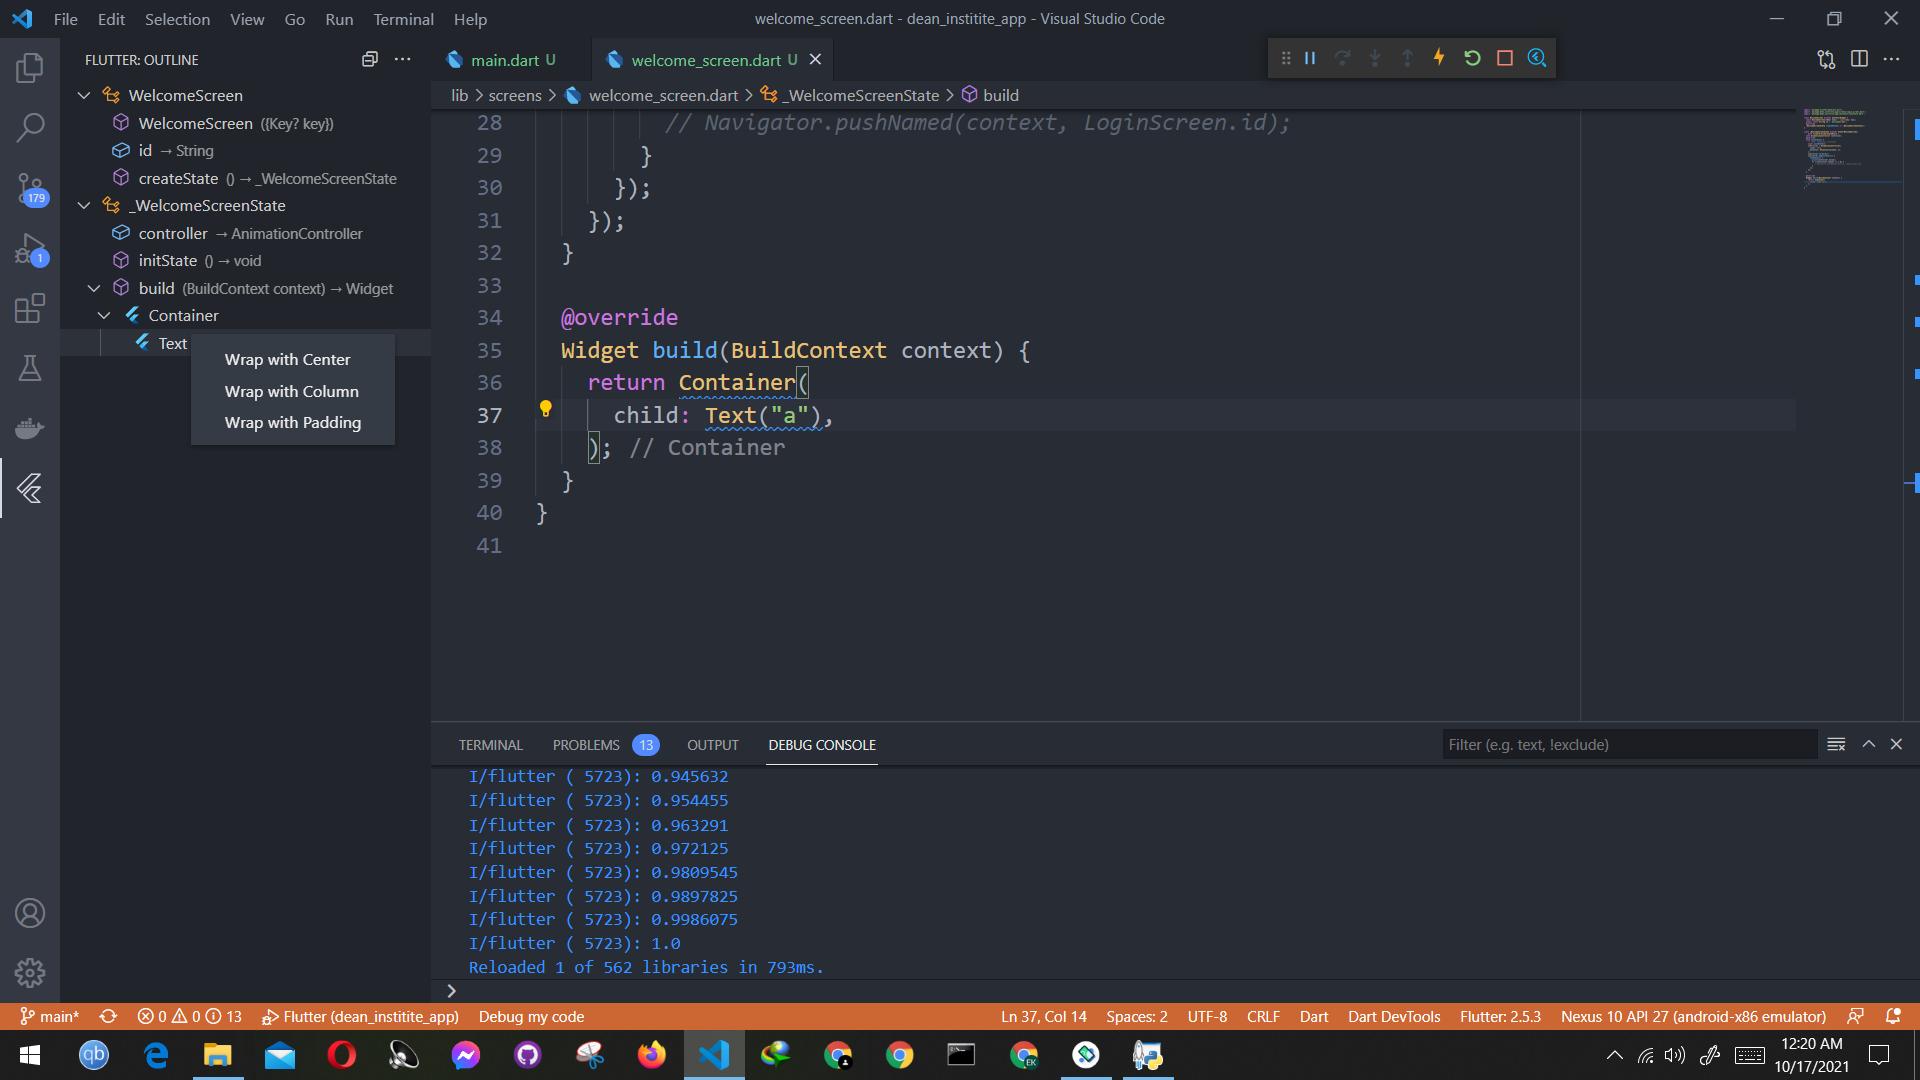 File Edit Selection View Go Run Terminal Help
welcome_screen.dart - dean_institite_app - Visual Studio Code
FLUTTER: OUTLINE
WelcomeScreen
WelcomeScreen ({Key? key})
id → String
createState () → _WelcomeScreenState
_WelcomeScreenState
controller → AnimationController
initState () → void
build (BuildContext context) → Widget
Container
Text
Wrap with Center
Wrap with Column
Wrap with Padding
179
1
main.dart U
welcome_screen.dart U
lib > screens > welcome_screen.dart > _WelcomeScreenState > build
28 // Navigator.pushNamed(context, LoginScreen.id);
29 }
30 });
31 });
32 }
33
34 @override
35 Widget build(BuildContext context) {
36 return Container(
37 child: Text("a"),
38 ); // Container
39 }
40 }
41
TERMINAL PROBLEMS 13 OUTPUT DEBUG CONSOLE
Filter (e.g. text, !exclude)
I/flutter ( 5723): 0.945632
I/flutter ( 5723): 0.954455
I/flutter ( 5723): 0.963291
I/flutter ( 5723): 0.972125
I/flutter ( 5723): 0.9809545
I/flutter ( 5723): 0.9897825
I/flutter ( 5723): 0.9986075
I/flutter ( 5723): 1.0
Reloaded 1 of 562 libraries in 793ms.
main* 0 0 13 Flutter (dean_institite_app) Debug my code
Ln 37, Col 14 Spaces: 2 UTF-8 CRLF Dart Dart DevTools Flutter: 2.5.3 Nexus 10 API 27 (android-x86 emulator)
qb
EK
12:20 AM
10/17/2021